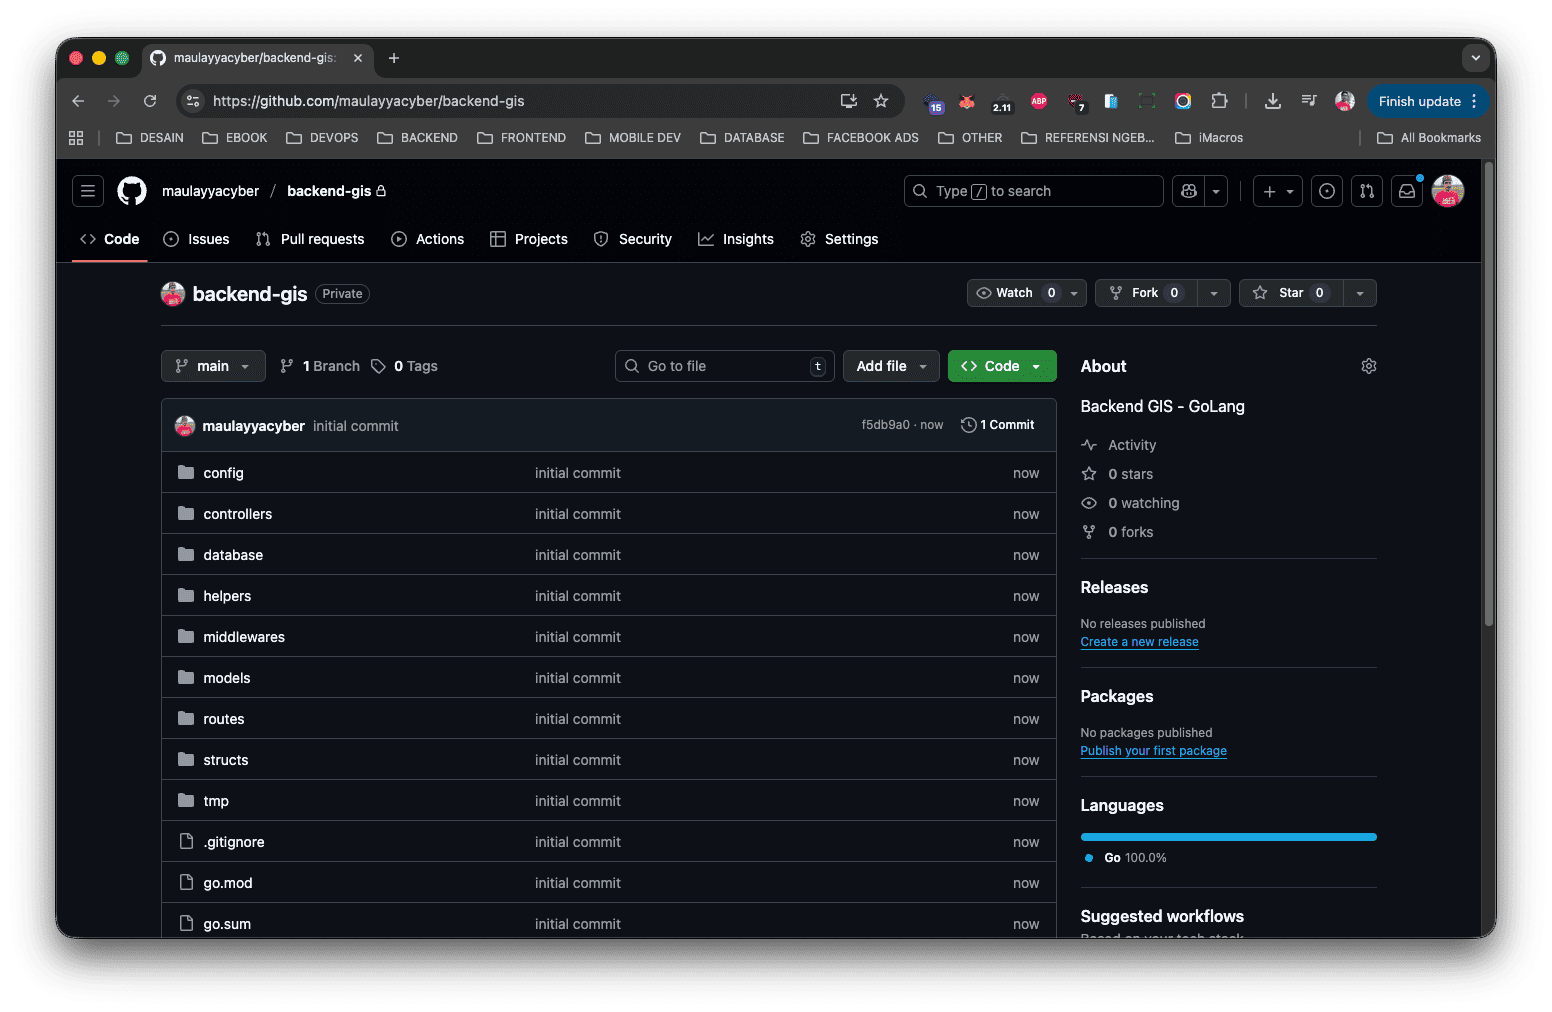 maulayyacyber/backend-gis:
https://github.com/maulayyacyber/backend-gis
15
2.11
ABP
7
Finish update
DESAIN
EBOOK
DEVOPS
BACKEND
FRONTEND
MOBILE DEV
DATABASE
FACEBOOK ADS
OTHER
REFERENSI NGEB...
iMacros
All Bookmarks
maulayyacyber / backend-gis
Type / to search
Code
Issues
Pull requests
Actions
Projects
Security
Insights
Settings
backend-gis Private
Watch 0
Fork 0
Star 0
main
1 Branch
0 Tags
Go to file t
Add file
Code
maulayyacyber initial commit f5db9a0 · now 1 Commit
config initial commit now
controllers initial commit now
database initial commit now
helpers initial commit now
middlewares initial commit now
models initial commit now
routes initial commit now
structs initial commit now
tmp initial commit now
.gitignore initial commit now
go.mod initial commit now
go.sum initial commit now
About
Backend GIS - GoLang
Activity
0 stars
0 watching
0 forks
Releases
No releases published
Create a new release
Packages
No packages published
Publish your first package
Languages
Go 100.0%
Suggested workflows
Based on your tech stack